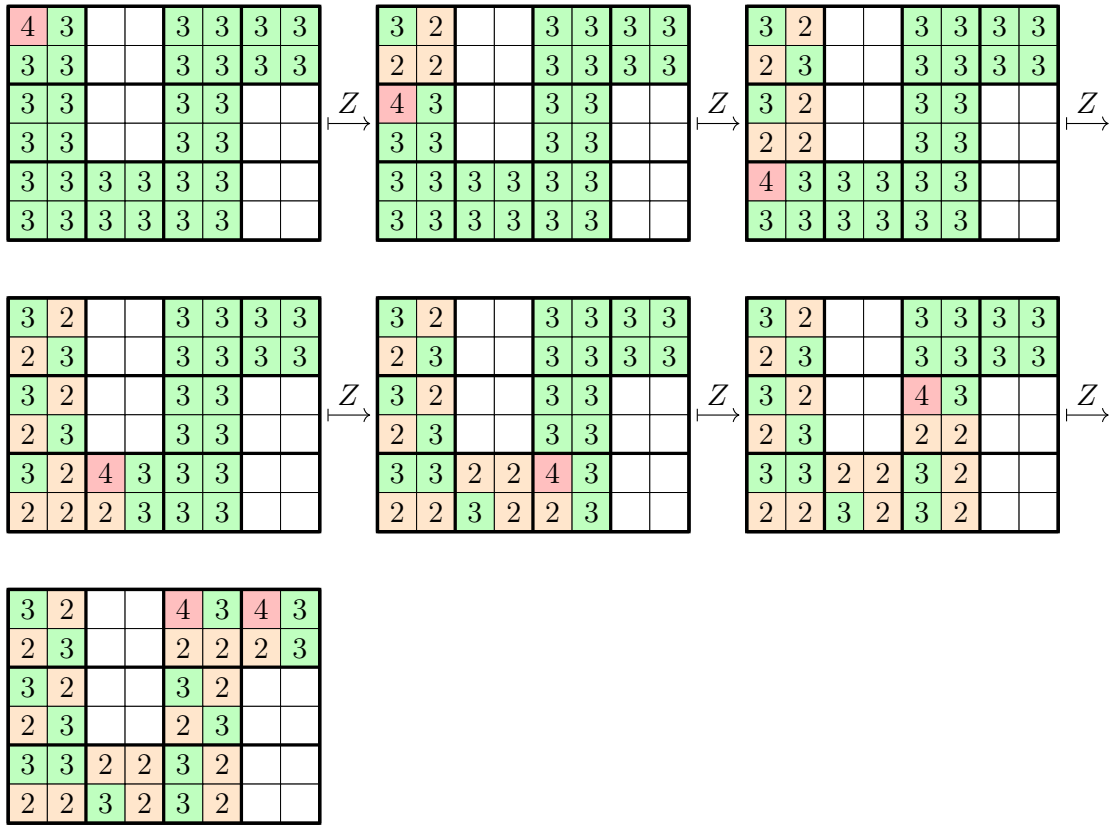 4 3 3 3 3 3 3 2 3 3 3 3 3 2 3 3 3 3
3 3 3 3 3 3 2 2 3 3 3 3 2 3 3 3 3 3
3 3 3 3 Z 4 3 3 3 Z 3 2 3 3 Z
3 3 3 3 3 3 3 3 2 2 3 3
3 3 3 3 3 3 3 3 3 3 3 3 4 3 3 3 3 3
3 3 3 3 3 3 3 3 3 3 3 3 3 3 3 3 3 3
3 2 3 3 3 3 3 2 3 3 3 3 3 2 3 3 3 3
2 3 3 3 3 3 2 3 3 3 3 3 2 3 3 3 3 3
3 2 3 3 Z 3 2 3 3 Z 3 2 4 3 Z
2 3 3 3 2 3 3 3 2 3 2 2
3 2 4 3 3 3 3 3 2 2 4 3 3 3 2 2 3 2
2 2 2 3 3 3 2 2 3 2 2 3 2 2 3 2 3 2
3 2 4 3 4 3
2 3 2 2 2 3
3 2 3 2
2 3 2 3
3 3 2 2 3 2
2 2 3 2 3 2